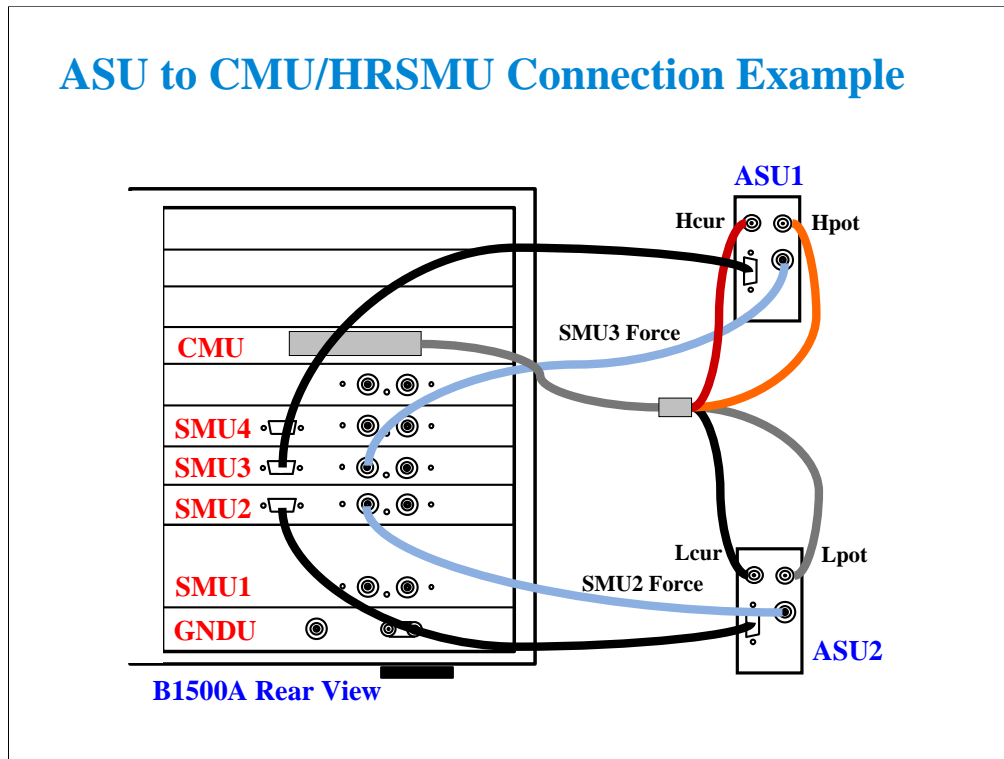 ASU to CMU/HRSMU Connection Example
ASU1
Hcur
Hpot
SMU3 Force
CMU
SMU4
SMU3
SMU2
Lcur
Lpot
SMU2 Force
SMU1
GNDU
ASU2
B1500A Rear View